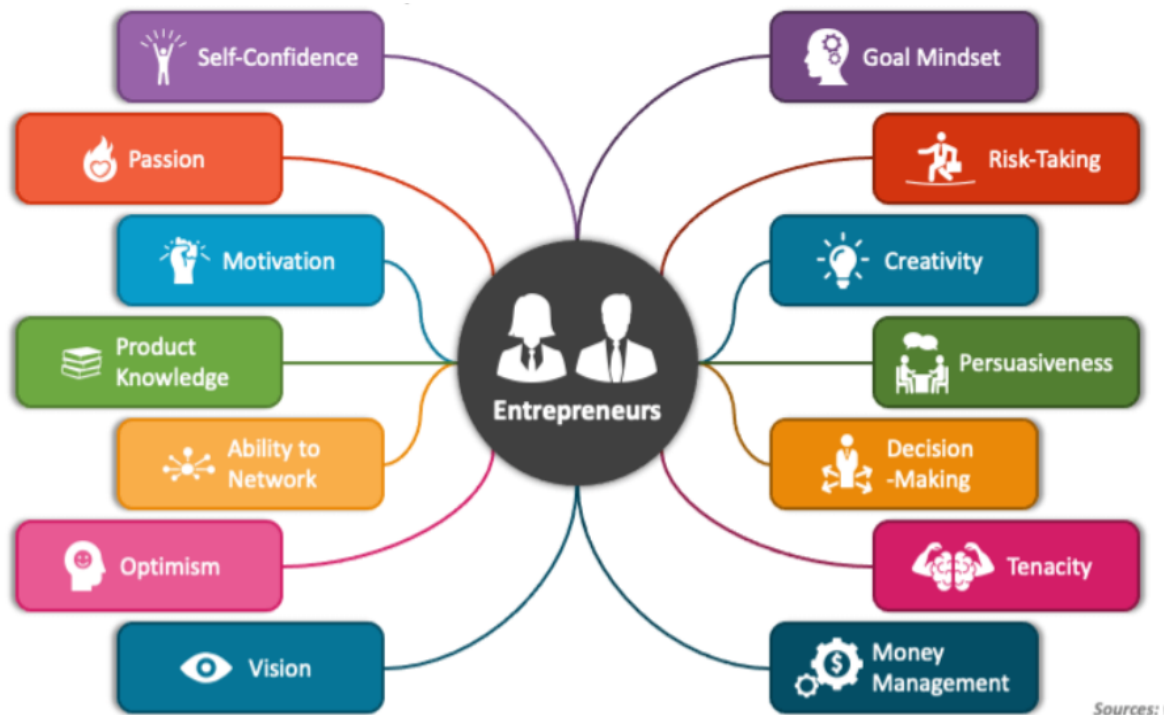 Self-Confidence
Passion
Motivation
Product
Knowledge
Ability to
Network
Optimism
Vision
Entrepreneurs
Goal Mindset
Risk-Taking
Creativity
Persuasiveness
Decision
-Making
Tenacity
$
Money
Management
Sources: